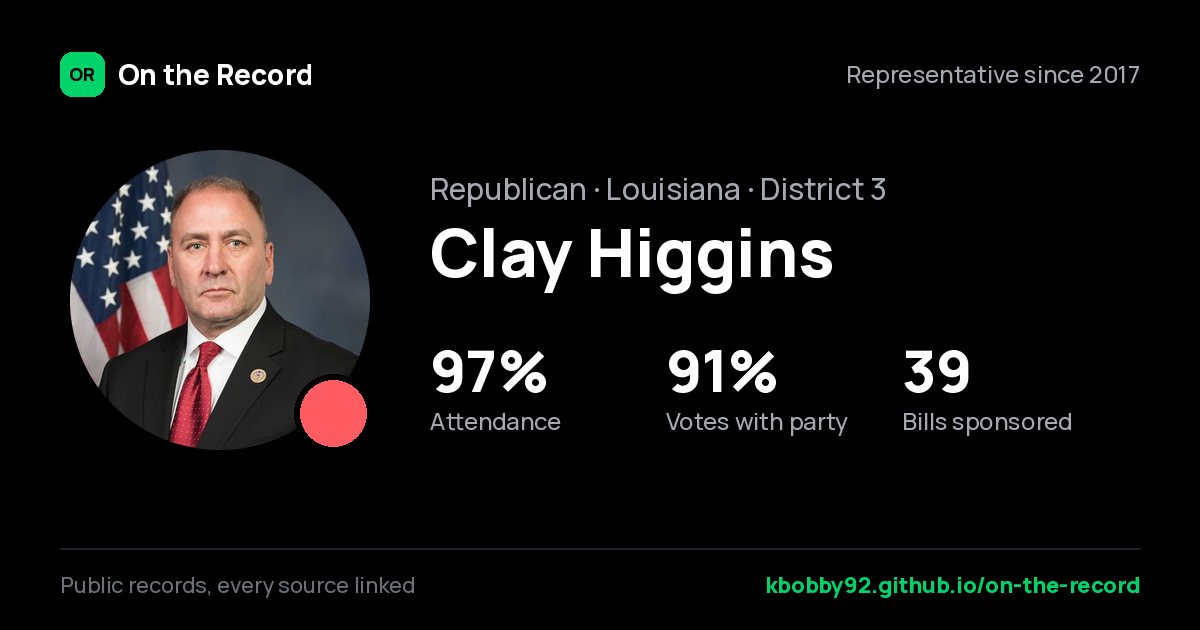 OR On the Record
Representative since 2017
Republican · Louisiana · District 3
Clay Higgins
97% 91% 39
Attendance Votes with party Bills sponsored
Public records, every source linked
kbobby92.github.io/on-the-record